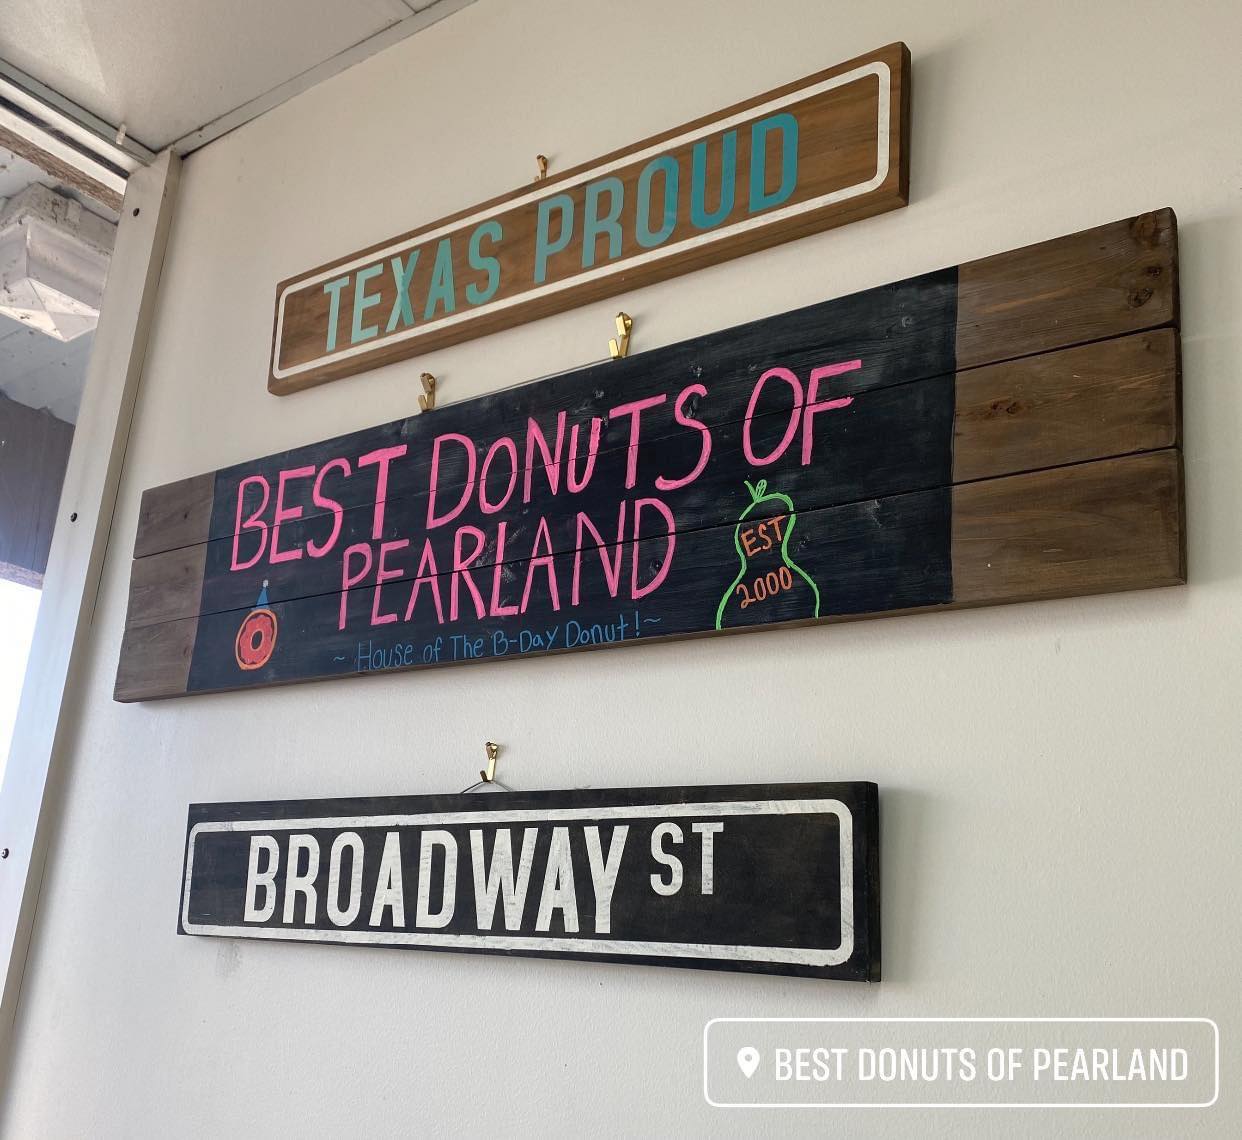 TEXAS PROUD
BEST DONUTS OF
PEARLAND
EST
2000
~ House of The B-Day Donut! ~
BROADWAY ST
BEST DONUTS OF PEARLAND